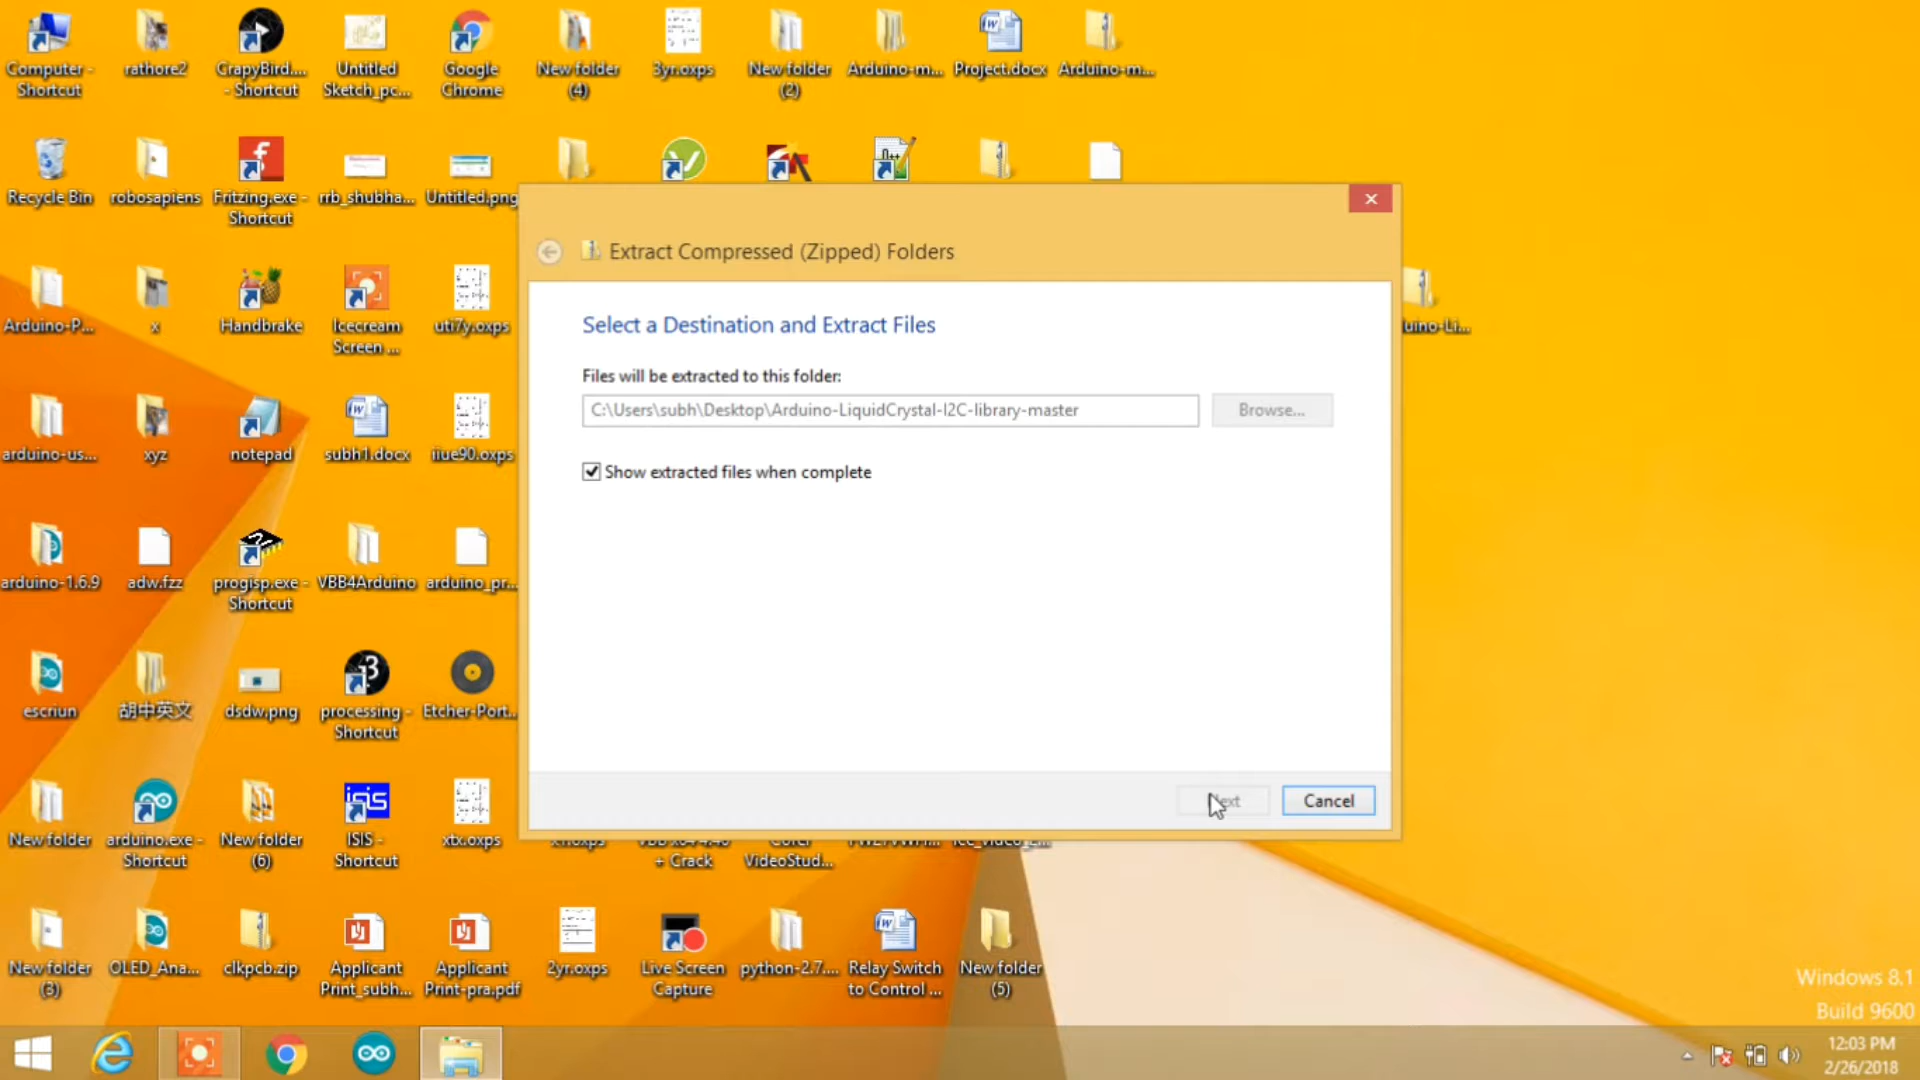 Computer -
Shortcut
rathore2
CrapyBird....
- Shortcut
Untitled
Sketch_pc...
Google
Chrome
New folder
(4)
3yr.oxps
New folder
(2)
Arduino-m...
Project.docx
Arduino-m...
Recycle Bin
robosapiens
Fritzing.exe -
Shortcut
rrb_shubha...
Untitled.png
Extract Compressed (Zipped) Folders
Select a Destination and Extract Files
Files will be extracted to this folder:
C:\Users\subh\Desktop\Arduino-LiquidCrystal-I2C-library-master
Browse...
Show extracted files when complete
Cancel
Arduino-P...
x
Handbrake
Icecream
Screen ...
uti7y.oxps
uino-Li...
arduino-us...
xyz
notepad
subh1.docx
iiue90.oxps
arduino-1.6.9
adw.fzz
progisp.exe -
Shortcut
VBB4Arduino
arduino_pr...
escriun
胡中英文
dsdw.png
processing -
Shortcut
Etcher-Port...
New folder
arduino.exe -
Shortcut
New folder
(6)
isis
ISIS -
Shortcut
xtx.oxps
+ Crack
VideoStud...
New folder
(3)
OLED_Ana...
clkpcb.zip
Applicant
Print_subh...
Applicant
Print-pra.pdf
2yr.oxps
Live Screen
Capture
python-2.7....
Relay Switch
to Control ...
New folder
(5)
Windows 8.1
Build 9600
12:03 PM
2/26/2018